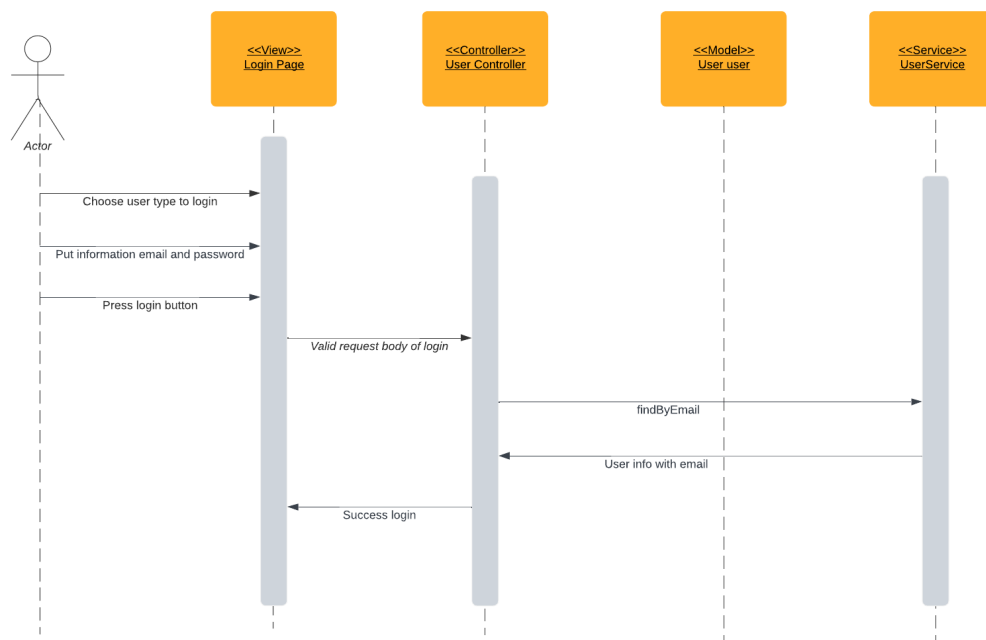 <<View>>
Login Page
<<Controller>>
User Controller
<<Model>>
User user
<<Service>>
UserService
Actor
Choose user type to login
Put information email and password
Press login button
Valid request body of login
findByEmail
User info with email
Success login